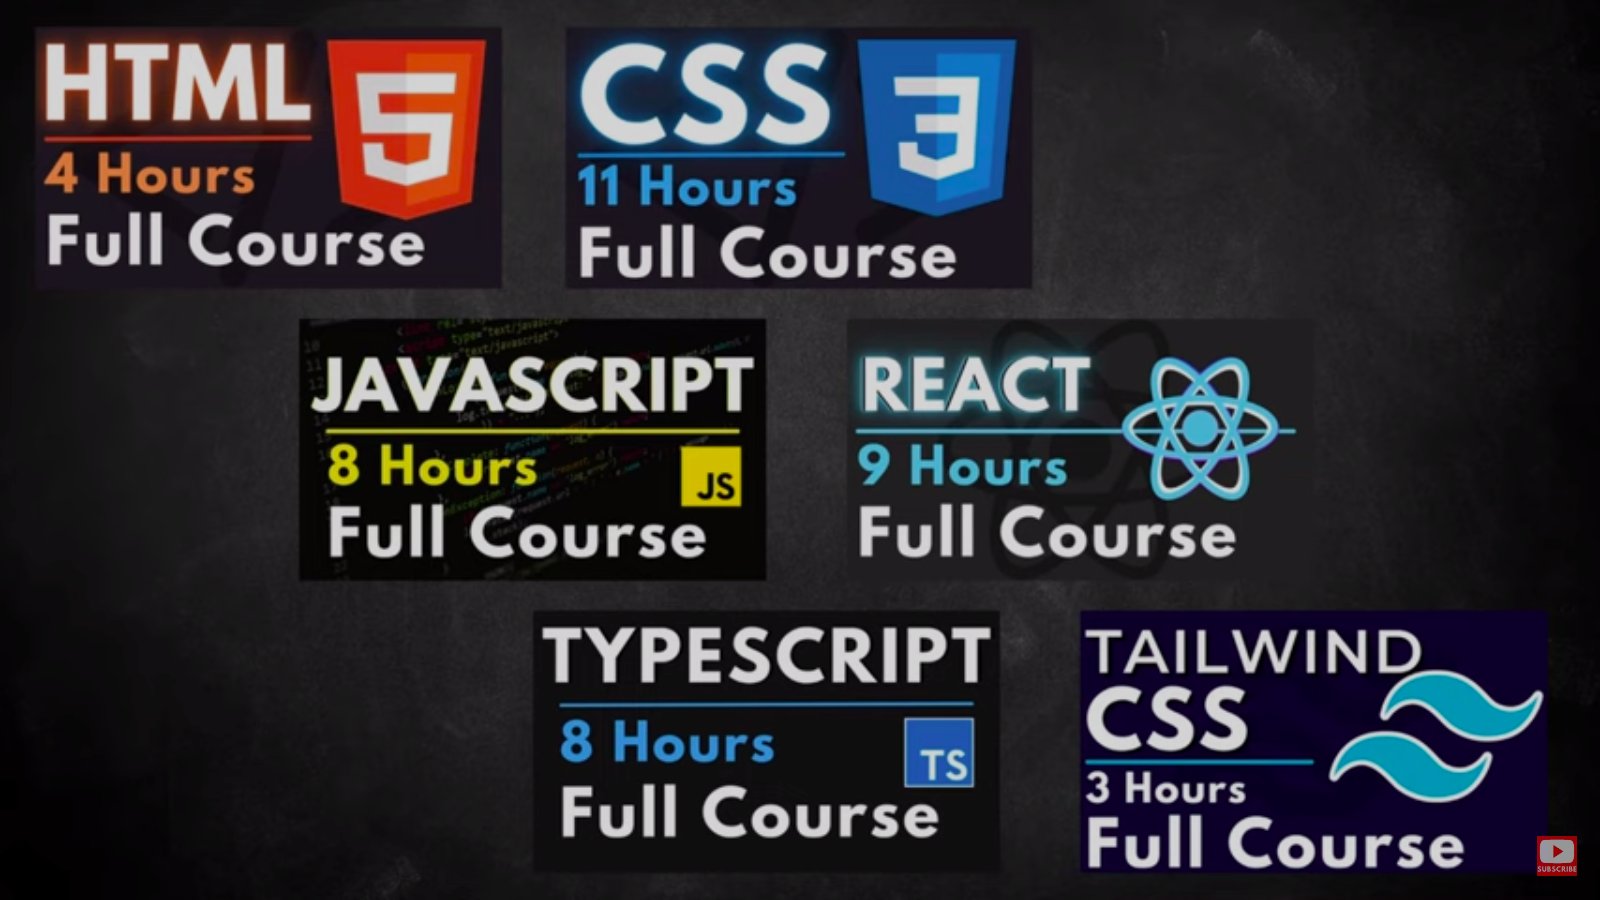 HTML
4 Hours
Full Course
CSS
11 Hours
Full Course
JAVASCRIPT
8 Hours
JS
Full Course
REACT
9 Hours
Full Course
TYPESCRIPT
8 Hours
TS
Full Course
TAILWIND
CSS
3 Hours
Full Course
SUBSCRIBE